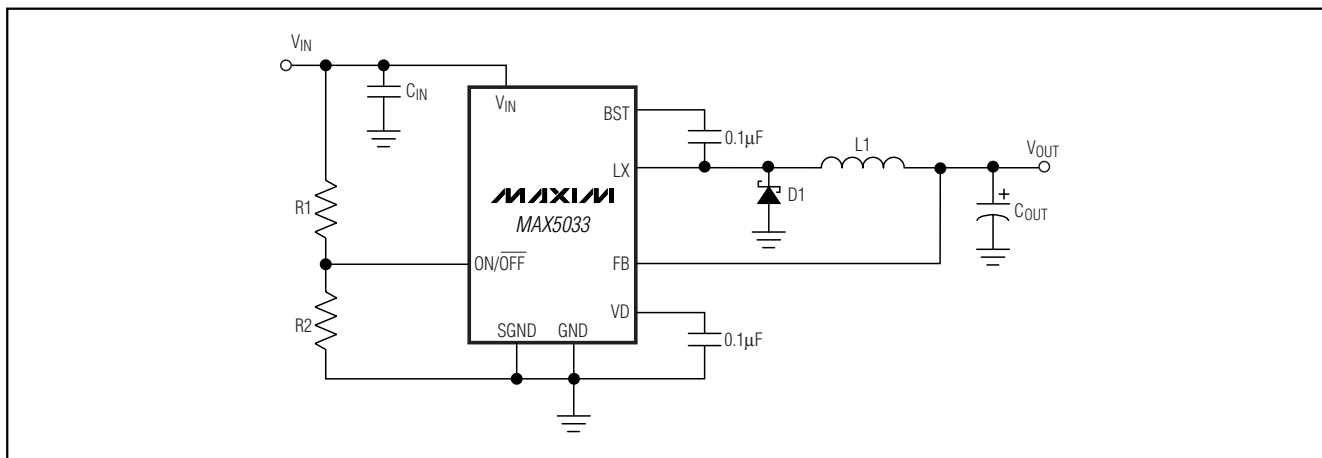 VIN
CIN
VIN
BST
0.1µF
LX
L1
VOUT
D1
COUT
+
R1
MAXIM
MAX5033
ON/OFF
FB
R2
VD
SGND
GND
0.1µF